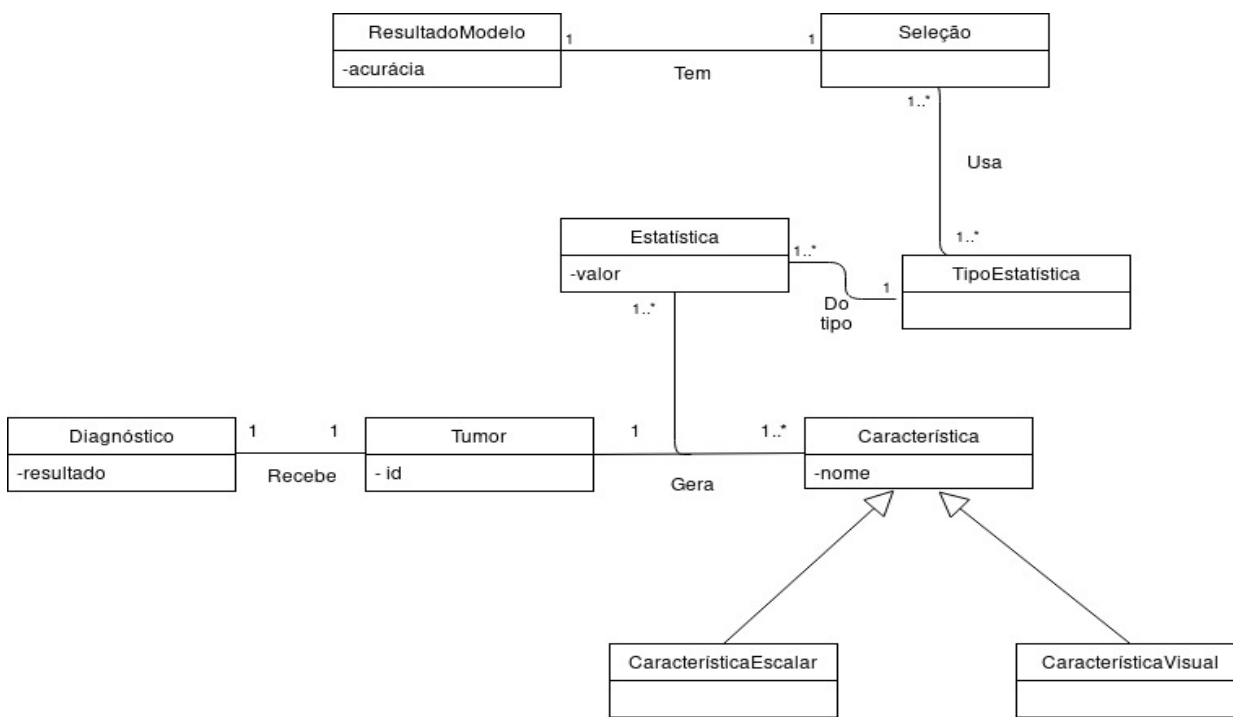 ResultadoModelo
-acurácia
1
1
Tem
Seleção
1..*
Usa
1..*
Estatística
-valor
1..*
1..*
Do
tipo
1
TipoEstatística
Diagnóstico
-resultado
1
1
Recebe
Tumor
- id
1
1..*
Gera
Característica
-nome
CaracterísticaEscalar
CaracterísticaVisual